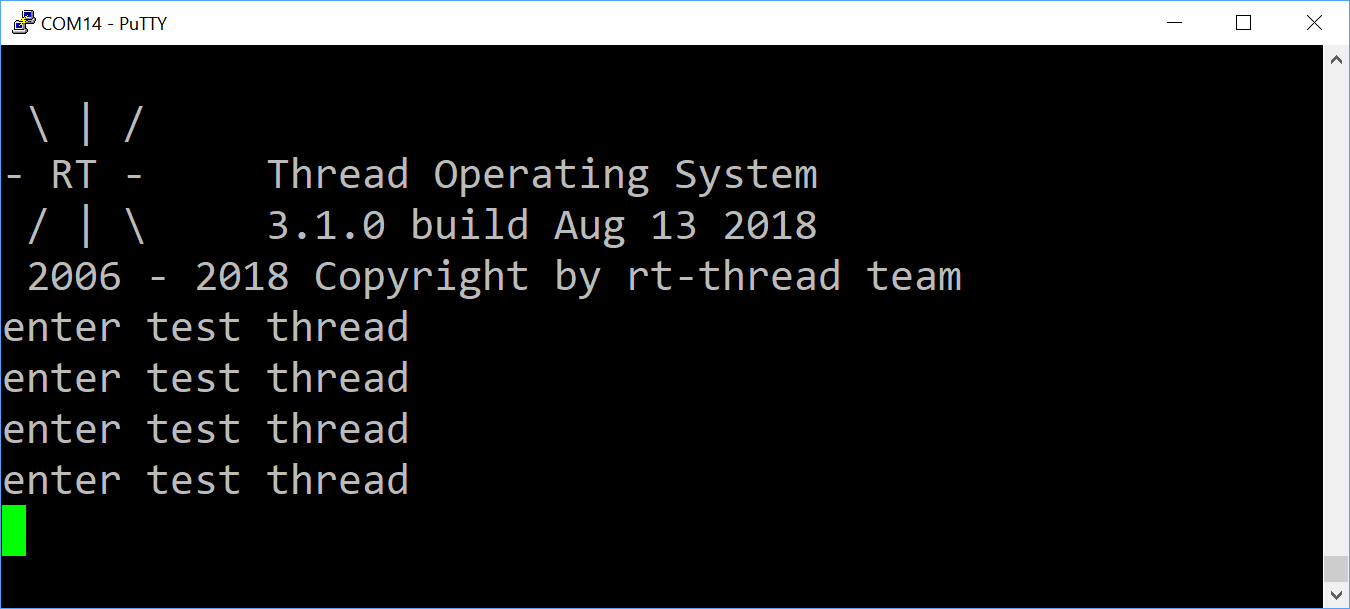 COM14 - PuTTY
 \ | /
- RT -     Thread Operating System
 / | \     3.1.0 build Aug 13 2018
 2006 - 2018 Copyright by rt-thread team
enter test thread
enter test thread
enter test thread
enter test thread